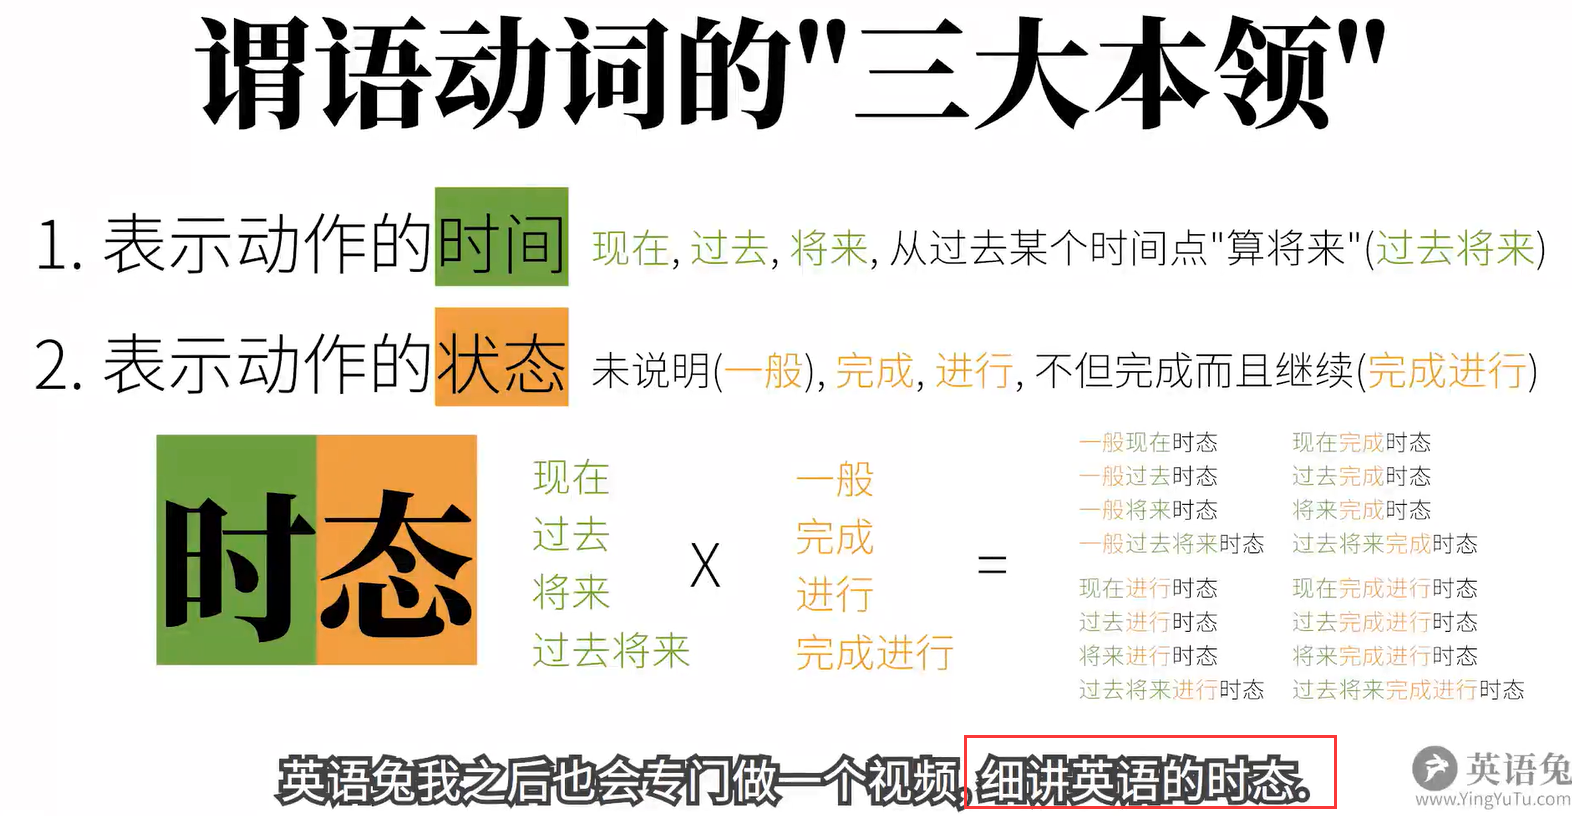 谓语动词的"三大本领"
1. 表示动作的时间 现在, 过去, 将来, 从过去某个时间点"算将来"(过去将来)
2. 表示动作的状态 未说明(一般), 完成, 进行, 不但完成而且继续(完成进行)
时态
现在
过去
将来
过去将来
X
一般
完成
进行
完成进行
=
一般现在时态
一般过去时态
一般将来时态
一般过去将来时态
现在完成时态
过去完成时态
将来完成时态
过去将来完成时态
现在进行时态
过去进行时态
将来进行时态
过去将来进行时态
现在完成进行时态
过去完成进行时态
将来完成进行时态
过去将来完成进行时态
英语兔我之后也会专门做一个视频, 细讲英语的时态.
英语兔
www.YingYuTu.com